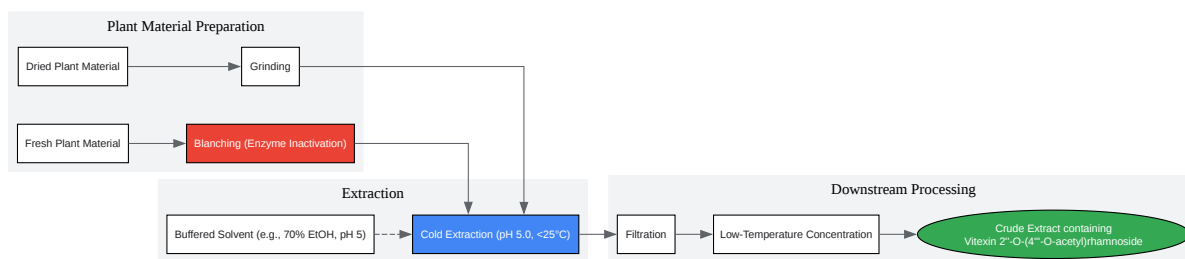 Plant Material Preparation
Dried Plant Material
Grinding
Fresh Plant Material
Blanching (Enzyme Inactivation)
Extraction
Buffered Solvent (e.g., 70% EtOH, pH 5)
Cold Extraction (pH 5.0, <25°C)
Downstream Processing
Filtration
Low-Temperature Concentration
Crude Extract containing
Vitexin 2''-O-(4'''-O-acetyl)rhamnoside